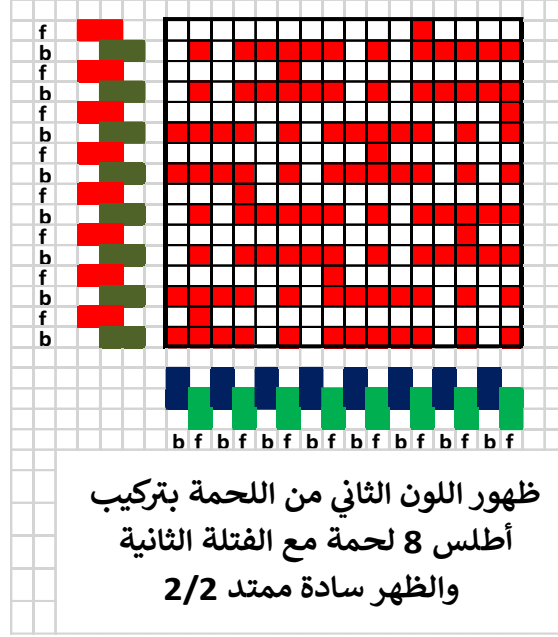 f
b
f
b
f
b
f
b
f
b
f
b
f
b
f
b
b f b f b f b f b f b f b f b f
ظهور اللون الثاني من اللحمة بتركيب
أطلس 8 لحمة مع الفتلة الثانية
والظهر سادة ممتد 2/2